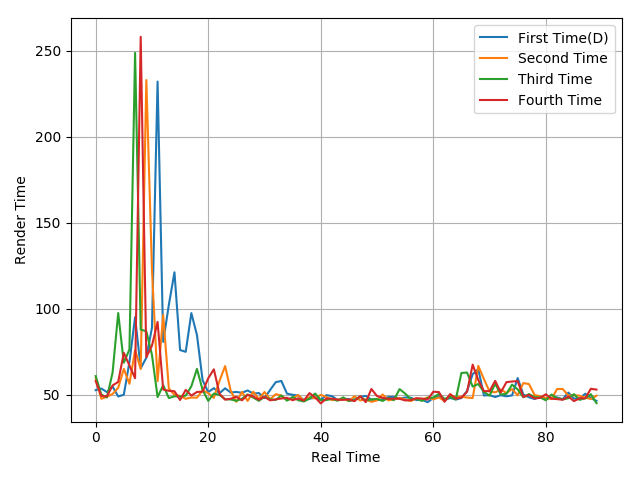 First Time(D)
Second Time
Third Time
Fourth Time
250
200
150
100
50
Render Time
0
20
40
60
80
Real Time